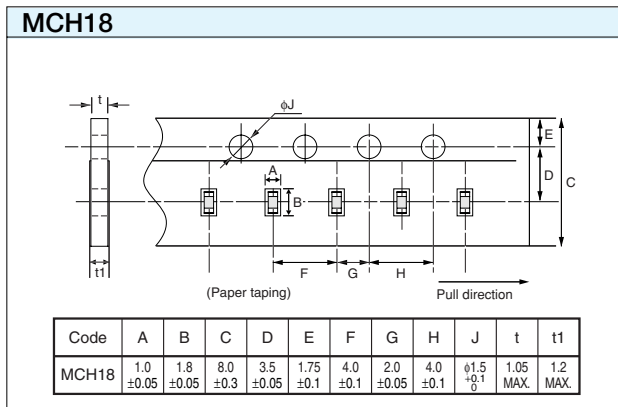 MCH18
t
ϕJ
E
A
D
C
B
F
G
H
t1
(Paper taping)
Pull direction
Code A B C D E F G H J t t1
MCH18 1.0 ±0.05 1.8 ±0.05 8.0 ±0.3 3.5 ±0.05 1.75 ±0.1 4.0 ±0.1 2.0 ±0.05 4.0 ±0.1 ϕ1.5 +0.1 0 1.05 MAX. 1.2 MAX.